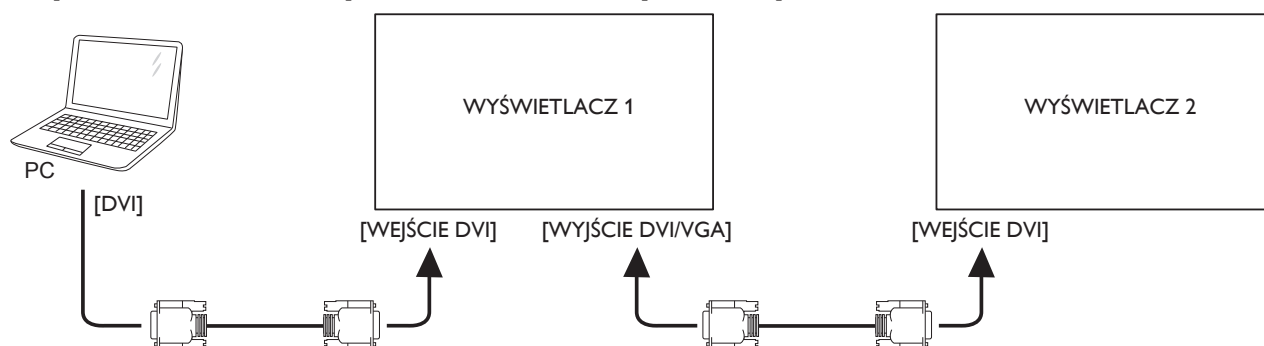 WYŚWIETLACZ 1
WYŚWIETLACZ 2
PC
[DVI]
[WEJŚCIE DVI]
[WYJŚCIE DVI/VGA]
[WEJŚCIE DVI]